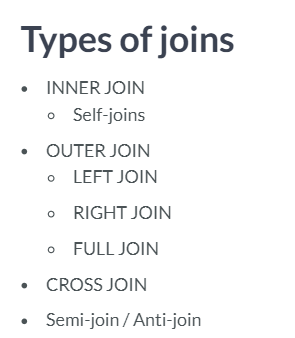 Types of joins
• INNER JOIN
◦ Self-joins
• OUTER JOIN
◦ LEFT JOIN
◦ RIGHT JOIN
◦ FULL JOIN
• CROSS JOIN
• Semi-join / Anti-join